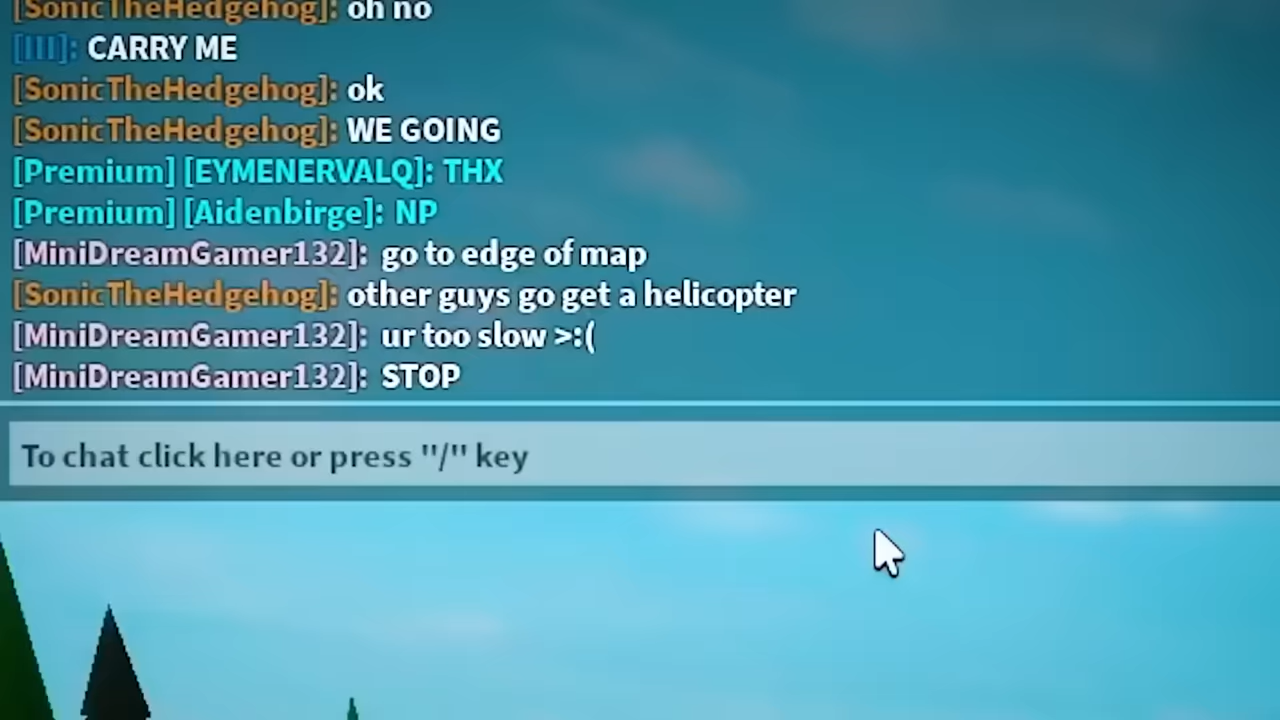 [SonicTheHedgehog]: oh no
[III]: CARRY ME
[SonicTheHedgehog]: ok
[SonicTheHedgehog]: WE GOING
[Premium] [EYMENERVALQ]: THX
[Premium] [Aidenbirge]: NP
[MiniDreamGamer132]: go to edge of map
[SonicTheHedgehog]: other guys go get a helicopter
[MiniDreamGamer132]: ur too slow >:(
[MiniDreamGamer132]: STOP
To chat click here or press "/" key